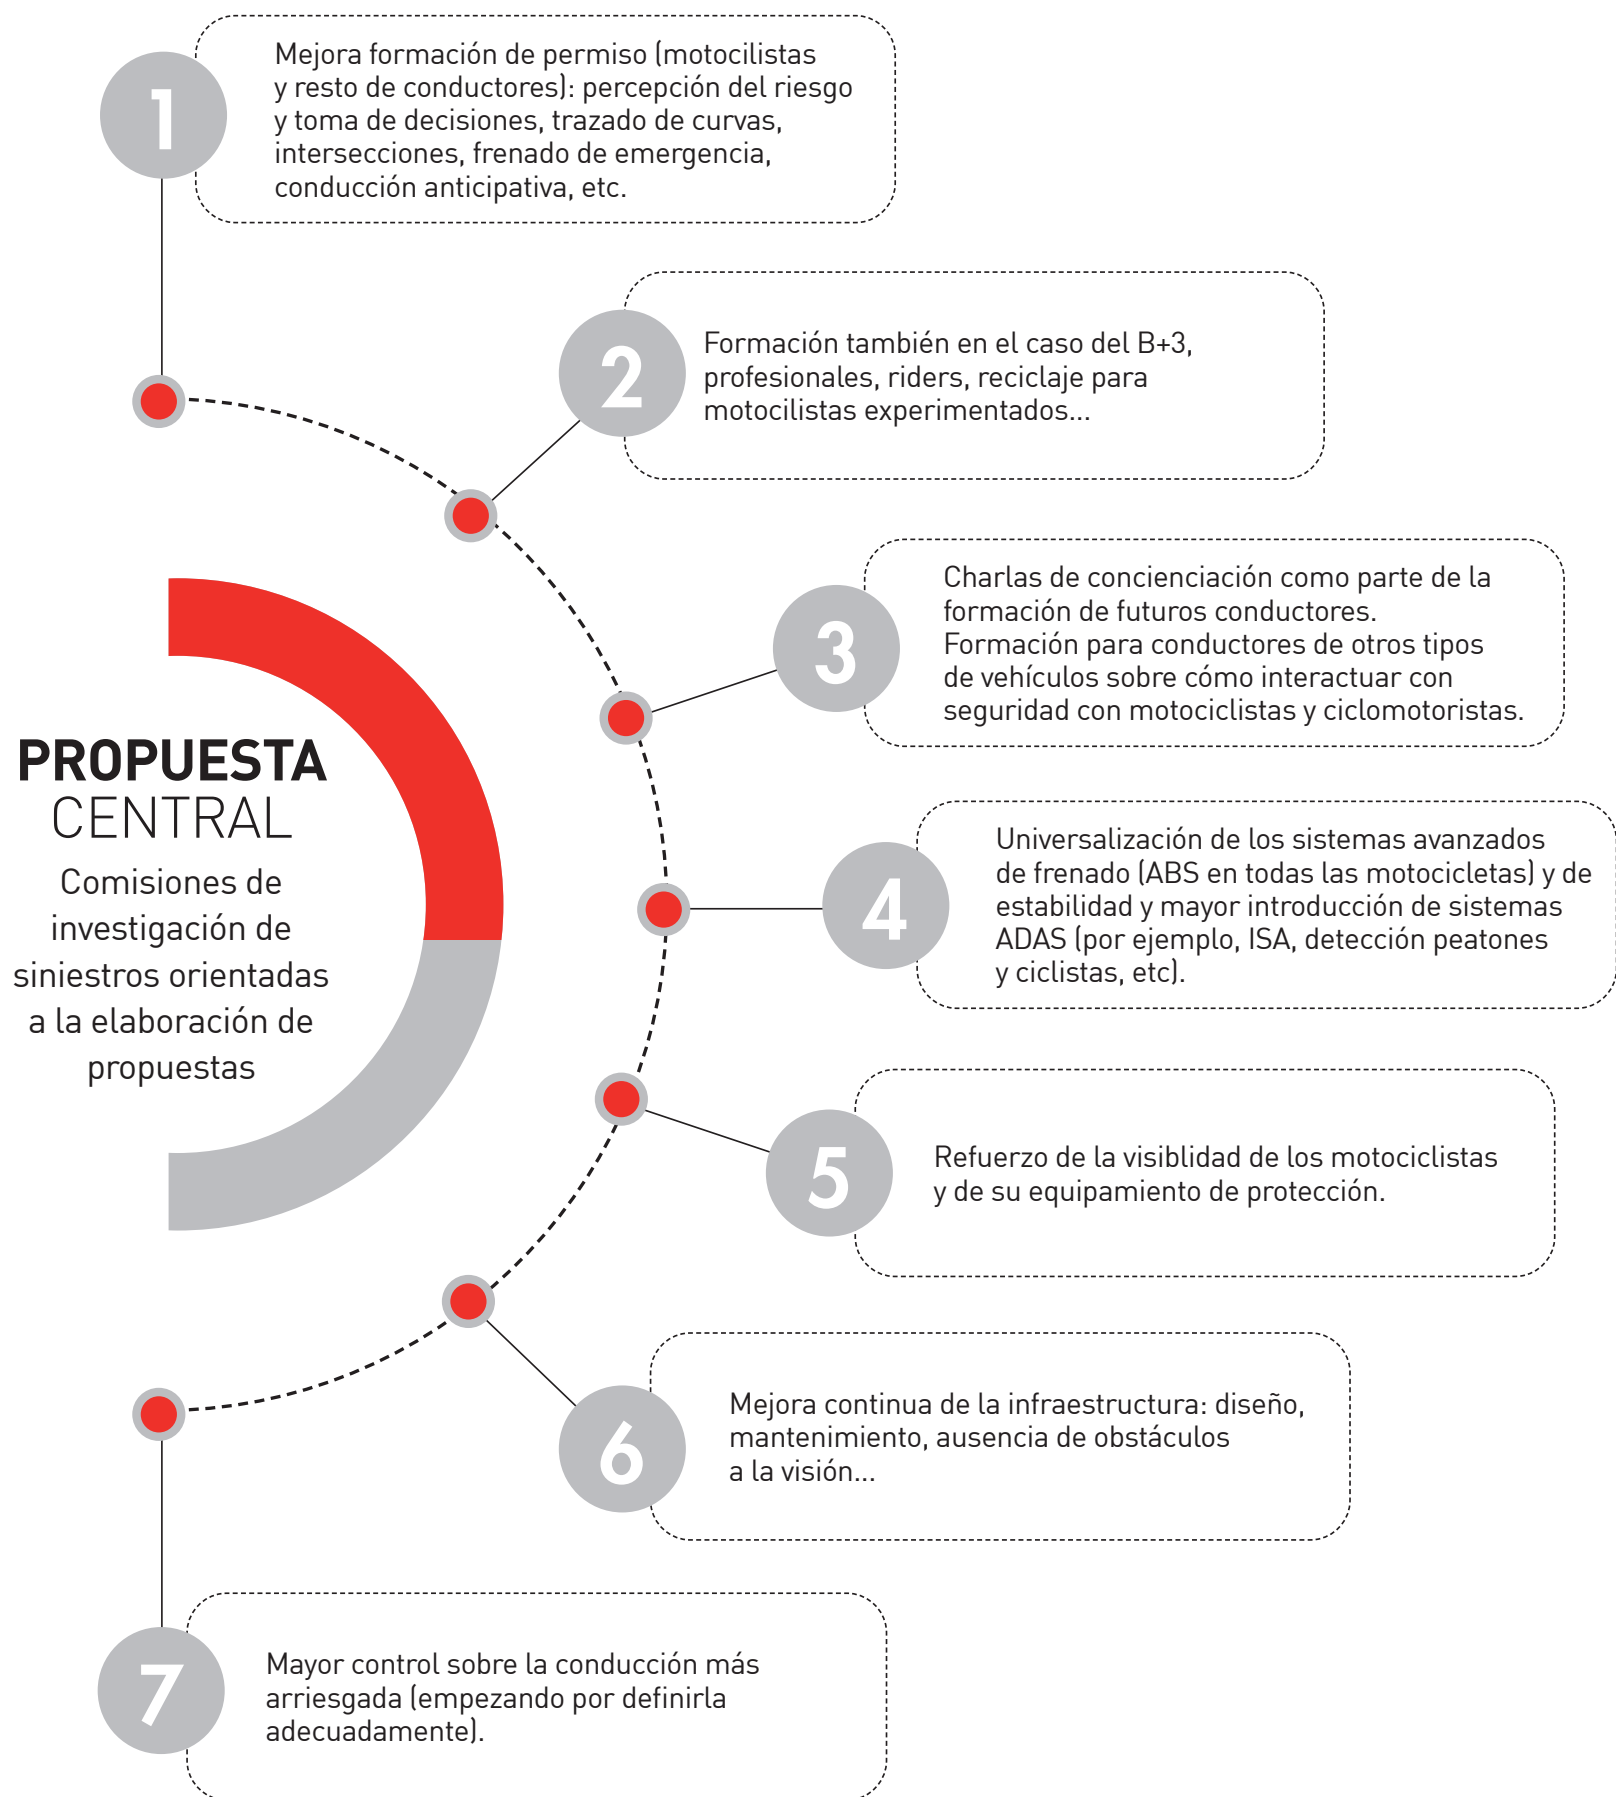 1
Mejora formación de permiso (motocilistas
y resto de conductores): percepción del riesgo
y toma de decisiones, trazado de curvas,
intersecciones, frenado de emergencia,
conducción anticipativa, etc.
2
Formación también en el caso del B+3,
profesionales, riders, reciclaje para
motocilistas experimentados...
3
Charlas de concienciación como parte de la
formación de futuros conductores.
Formación para conductores de otros tipos
de vehículos sobre cómo interactuar con
seguridad con motociclistas y ciclomotoristas.
PROPUESTA
CENTRAL
Comisiones de
investigación de
siniestros orientadas
a la elaboración de
propuestas
4
Universalización de los sistemas avanzados
de frenado (ABS en todas las motocicletas) y de
estabilidad y mayor introducción de sistemas
ADAS (por ejemplo, ISA, detección peatones
y ciclistas, etc).
5
Refuerzo de la visiblidad de los motociclistas
y de su equipamiento de protección.
6
Mejora continua de la infraestructura: diseño,
mantenimiento, ausencia de obstáculos
a la visión...
7
Mayor control sobre la conducción más
arriesgada (empezando por definirla
adecuadamente).